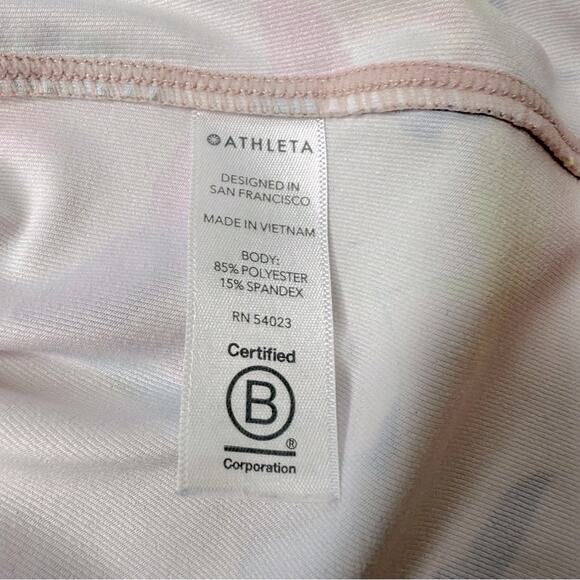 ATHLETA
DESIGNED IN
SAN FRANCISCO
MADE IN VIETNAM
BODY:
85% POLYESTER
15% SPANDEX
RN 54023
Certified
B
®
Corporation